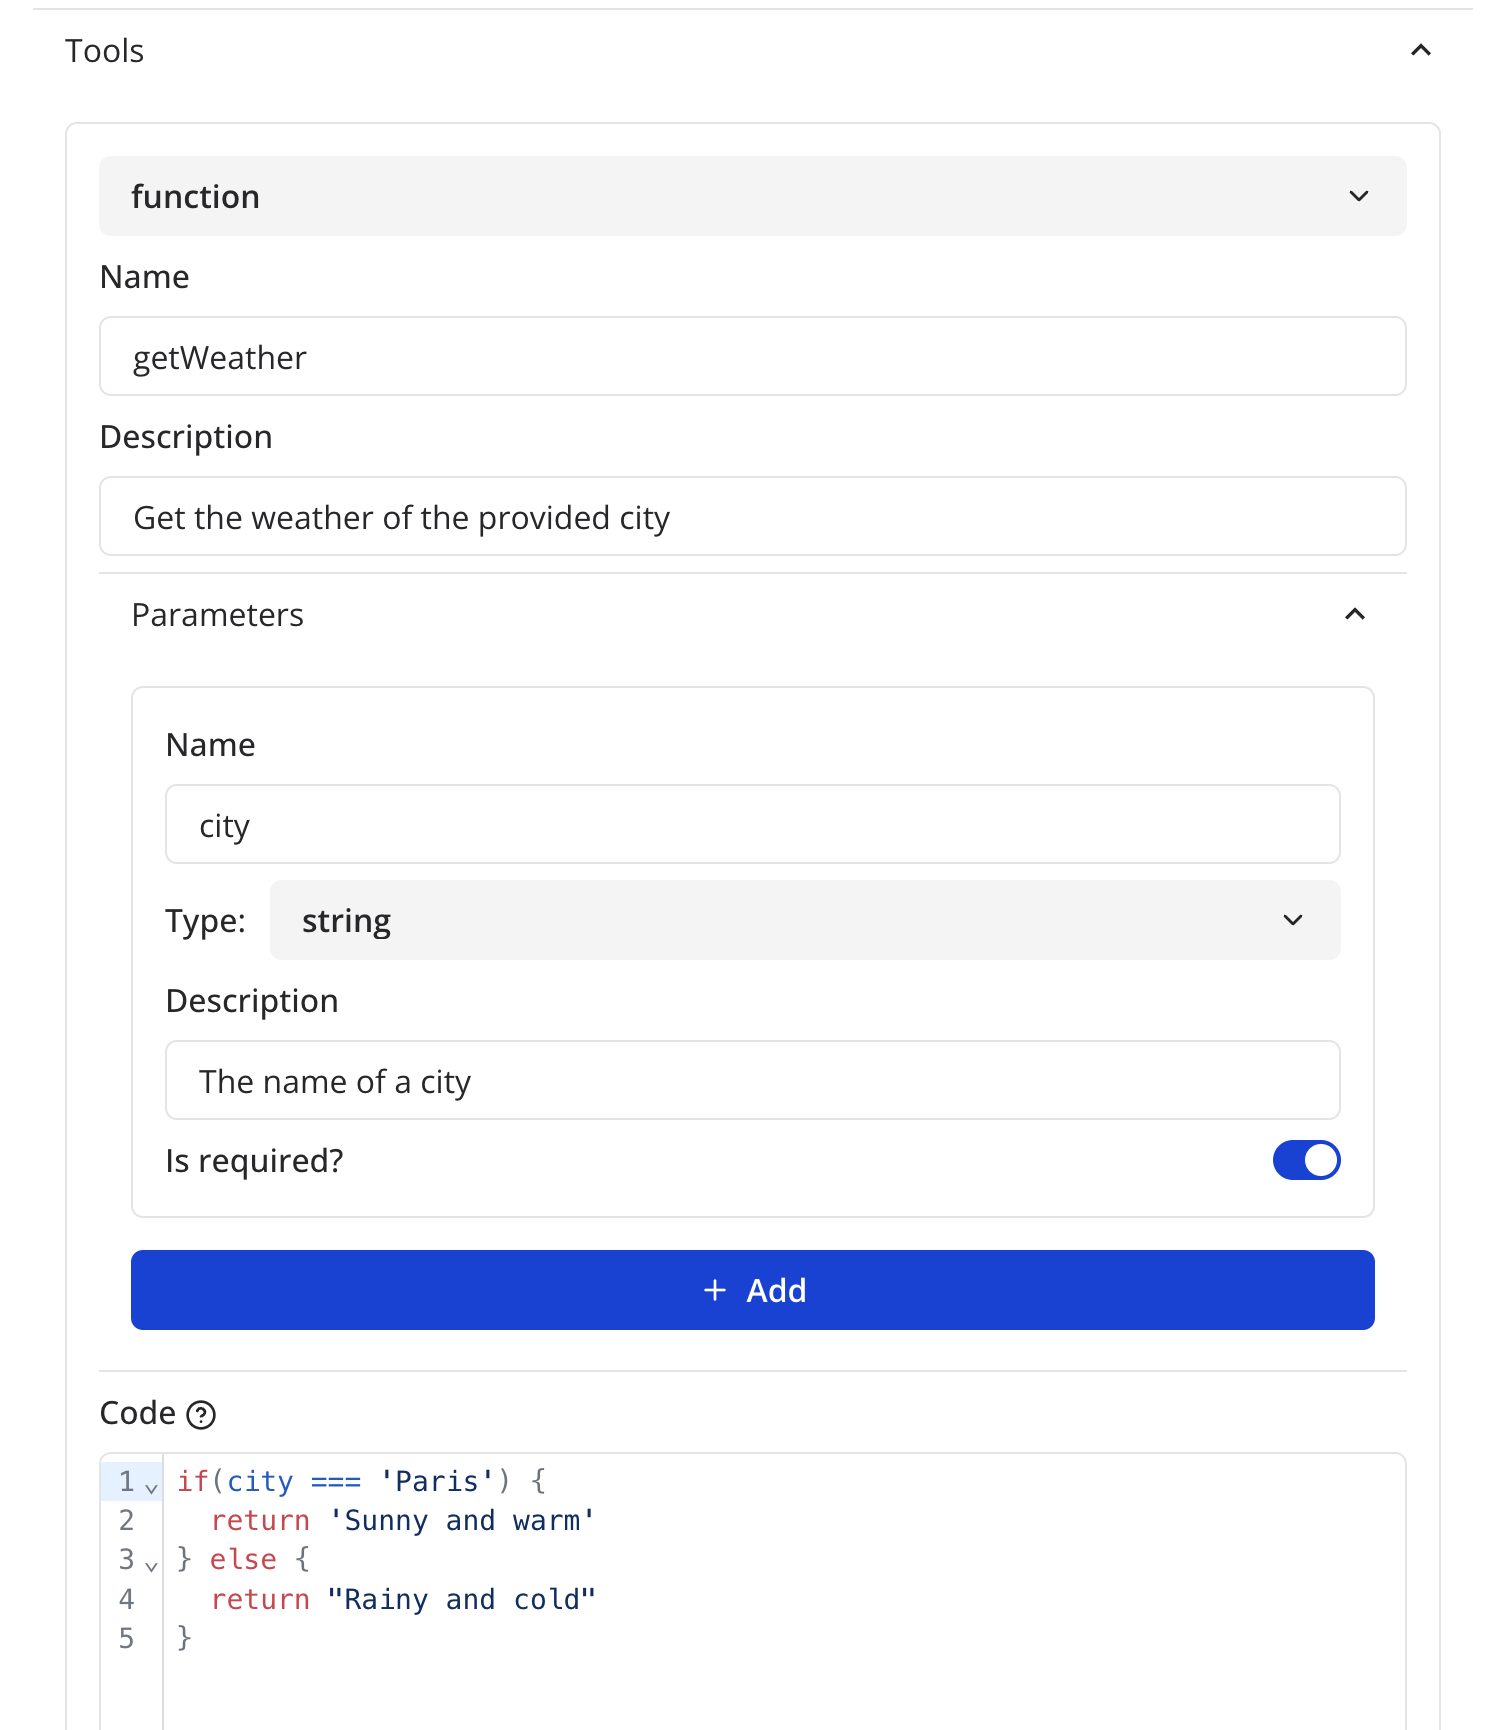 Tools
function
Name
getWeather
Description
Get the weather of the provided city
Parameters
Name
city
Type: string
Description
The name of a city
Is required?
+ Add
Code ?
1 if(city === 'Paris') {
2   return 'Sunny and warm'
3 } else {
4   return "Rainy and cold"
5 }